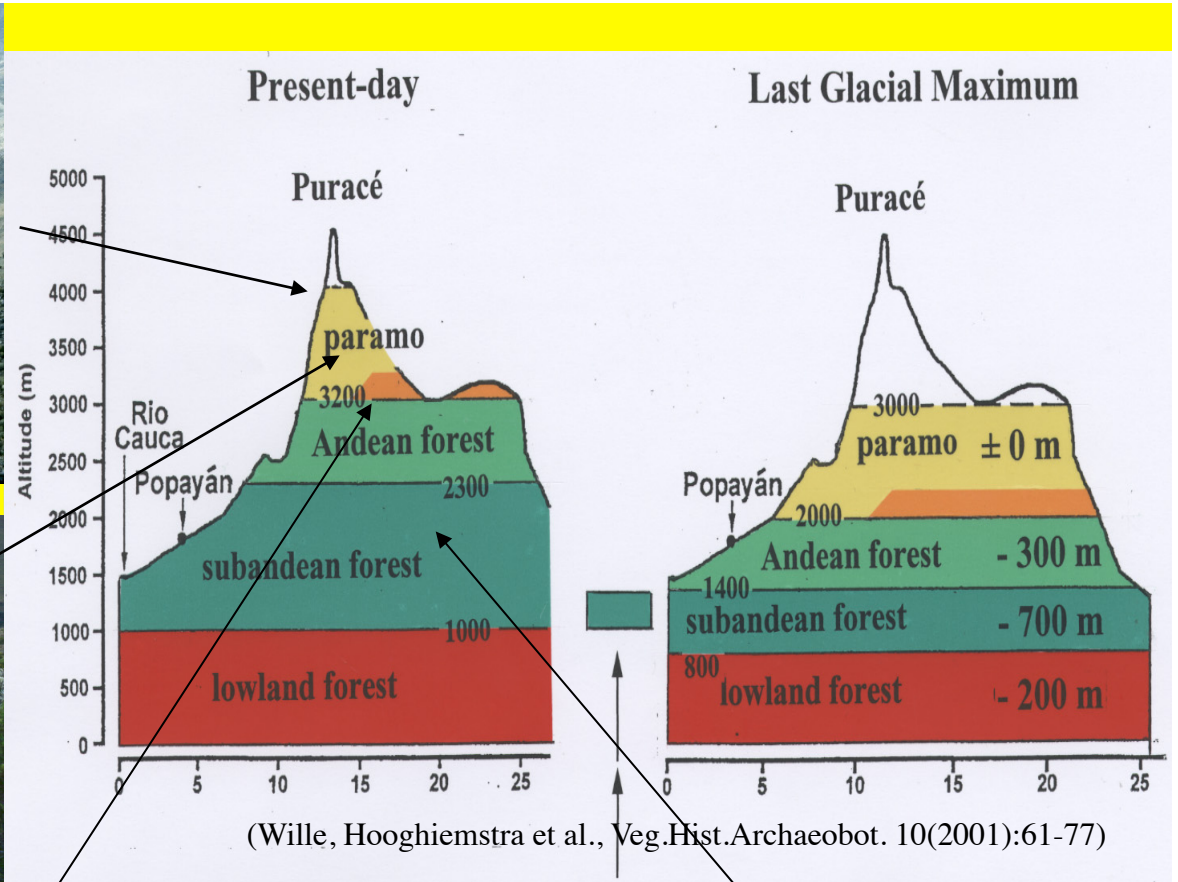 Present-day
Last Glacial Maximum
Puracé
Puracé
Altitude (m)
5000
4500
4000
3500
3000
2500
2000
1500
1000
500
0
paramo
3200
Rio
Cauca
Andean forest
Popayán
2300
subandean forest
1000
lowland forest
0
5
10
15
20
25
3000
paramo ± 0 m
Popayán
2000
Andean forest - 300 m
1400
subandean forest - 700 m
800
lowland forest - 200 m
0
5
10
15
20
25
(Wille, Hooghiemstra et al., Veg.Hist.Archaeobot. 10(2001):61-77)